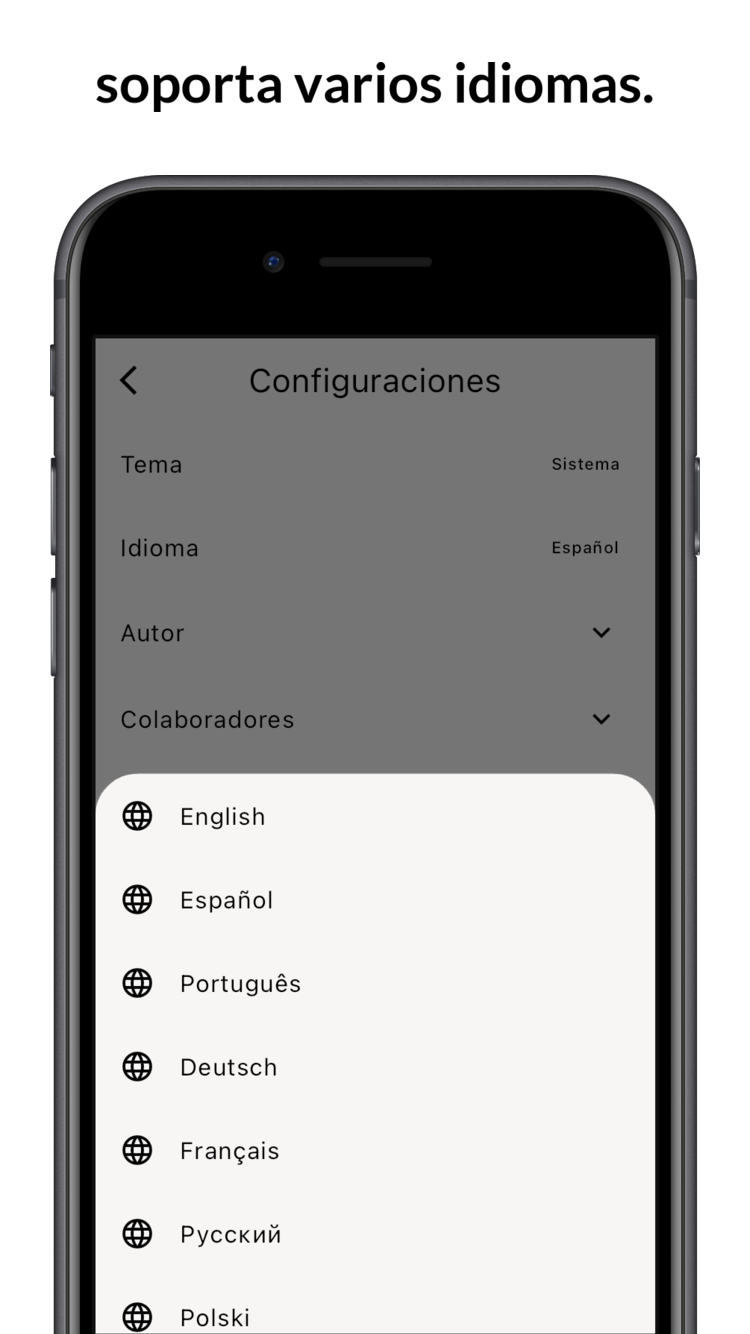 soporta varios idiomas.
Configuraciones
Tema Sistema
Idioma Español
Autor
Colaboradores
English
Español
Português
Deutsch
Français
Русский
Polski